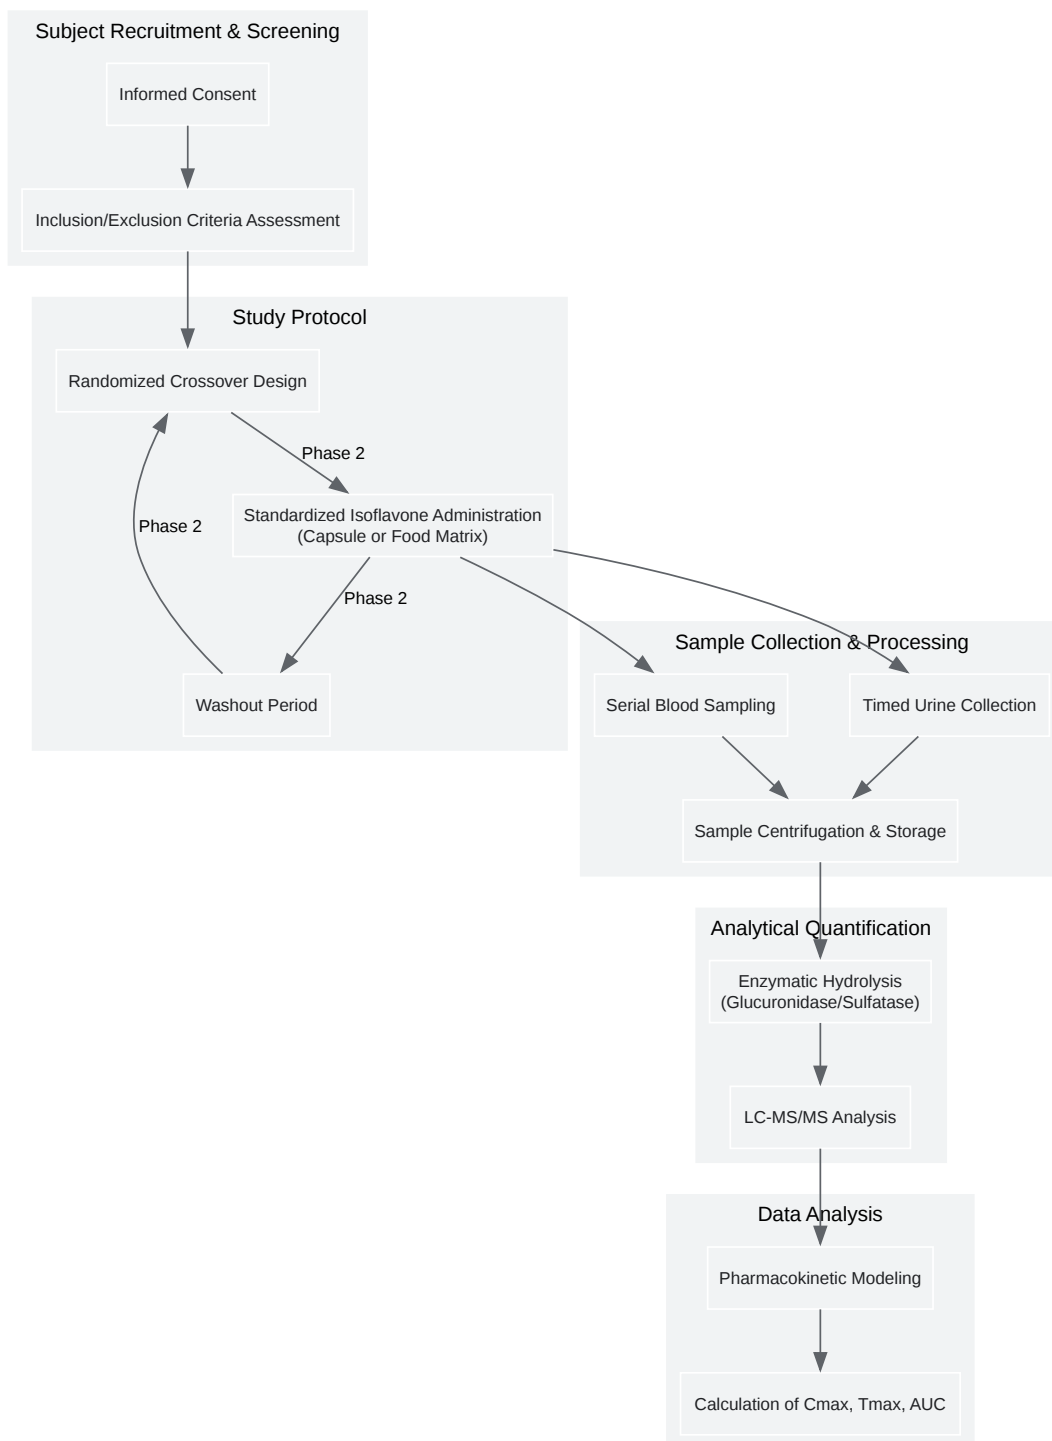 Subject Recruitment & Screening
Informed Consent
Inclusion/Exclusion Criteria Assessment
Study Protocol
Randomized Crossover Design
Phase 2
Standardized Isoflavone Administration
(Capsule or Food Matrix)
Phase 2
Phase 2
Washout Period
Sample Collection & Processing
Serial Blood Sampling
Timed Urine Collection
Sample Centrifugation & Storage
Analytical Quantification
Enzymatic Hydrolysis
(Glucuronidase/Sulfatase)
LC-MS/MS Analysis
Data Analysis
Pharmacokinetic Modeling
Calculation of Cmax, Tmax, AUC